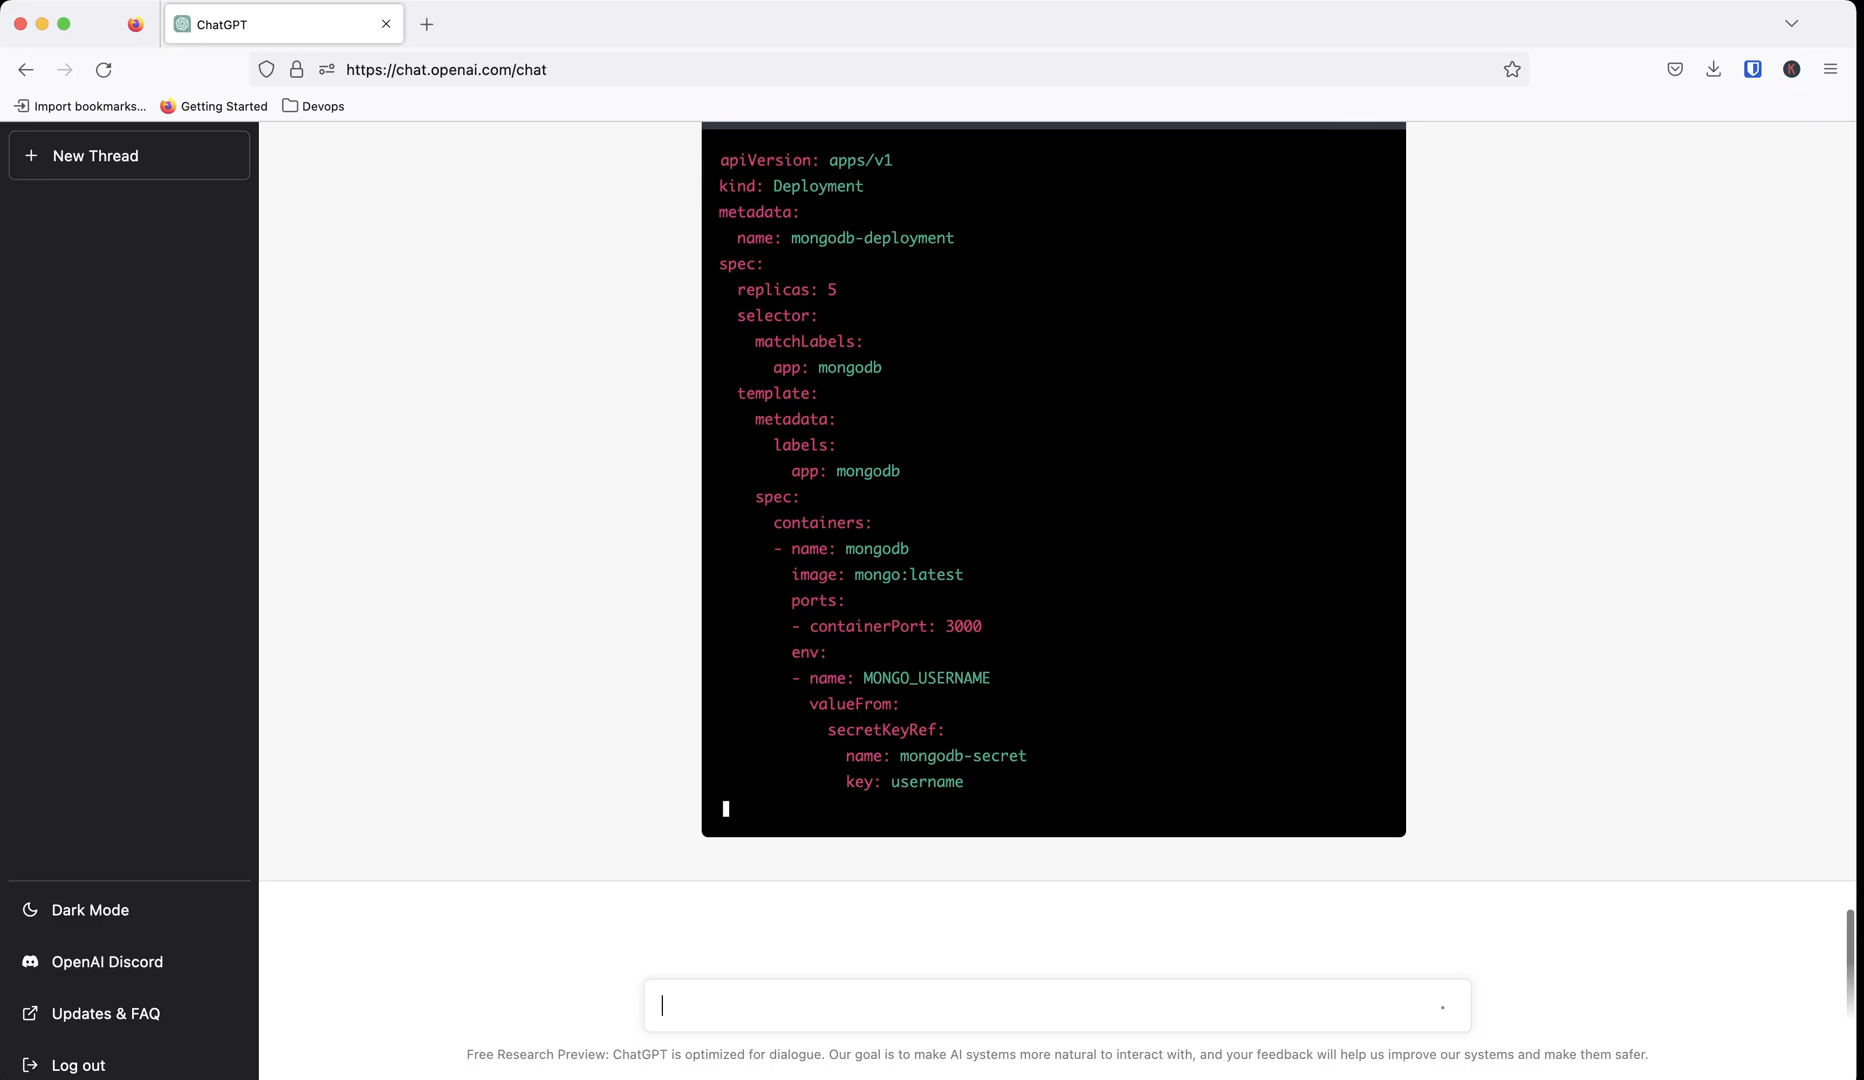 ChatGPT
https://chat.openai.com/chat
Import bookmarks... Getting Started Devops
New Thread
apiVersion: apps/v1
kind: Deployment
metadata:
  name: mongodb-deployment
spec:
  replicas: 5
  selector:
    matchLabels:
      app: mongodb
  template:
    metadata:
      labels:
        app: mongodb
    spec:
      containers:
      - name: mongodb
        image: mongo:latest
        ports:
        - containerPort: 3000
        env:
        - name: MONGO_USERNAME
          valueFrom:
            secretKeyRef:
              name: mongodb-secret
              key: username
Dark Mode
OpenAI Discord
Updates & FAQ
Log out
Free Research Preview: ChatGPT is optimized for dialogue. Our goal is to make AI systems more natural to interact with, and your feedback will help us improve our systems and make them safer.